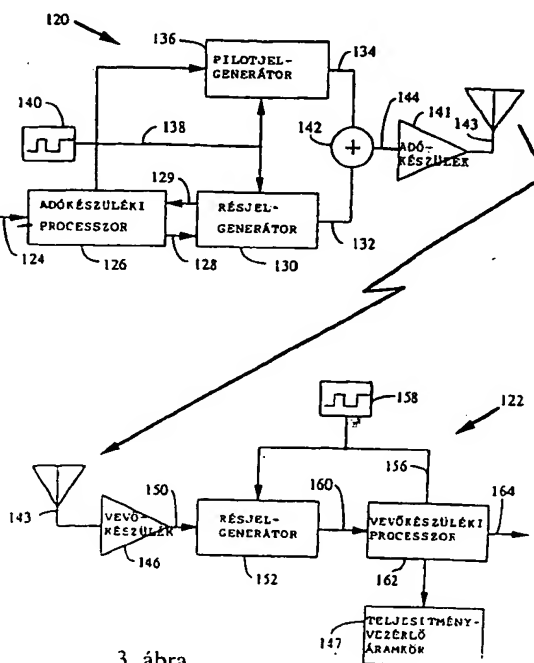 120
136
PILOTJEL-
GENERÁTOR
134
140
138
142
+
144
141
143
ADÓ-
KÉSZÜLÉK
129
ADÓKÉSZÜLÉKI
PROCESSZOR
RÉSJEL-
GENERÁTOR
124
126
128
130
132
158
122
143
VEVŐ-
KÉSZÜLÉK
146
150
RÉSJEL-
GENERÁTOR
152
160
156
VEVŐKÉSZÜLÉKI
PROCESSZOR
162
164
147
TELJESITMÉNY-
VEZÉRLŐ
ÁRAMKÖR
3. ábra